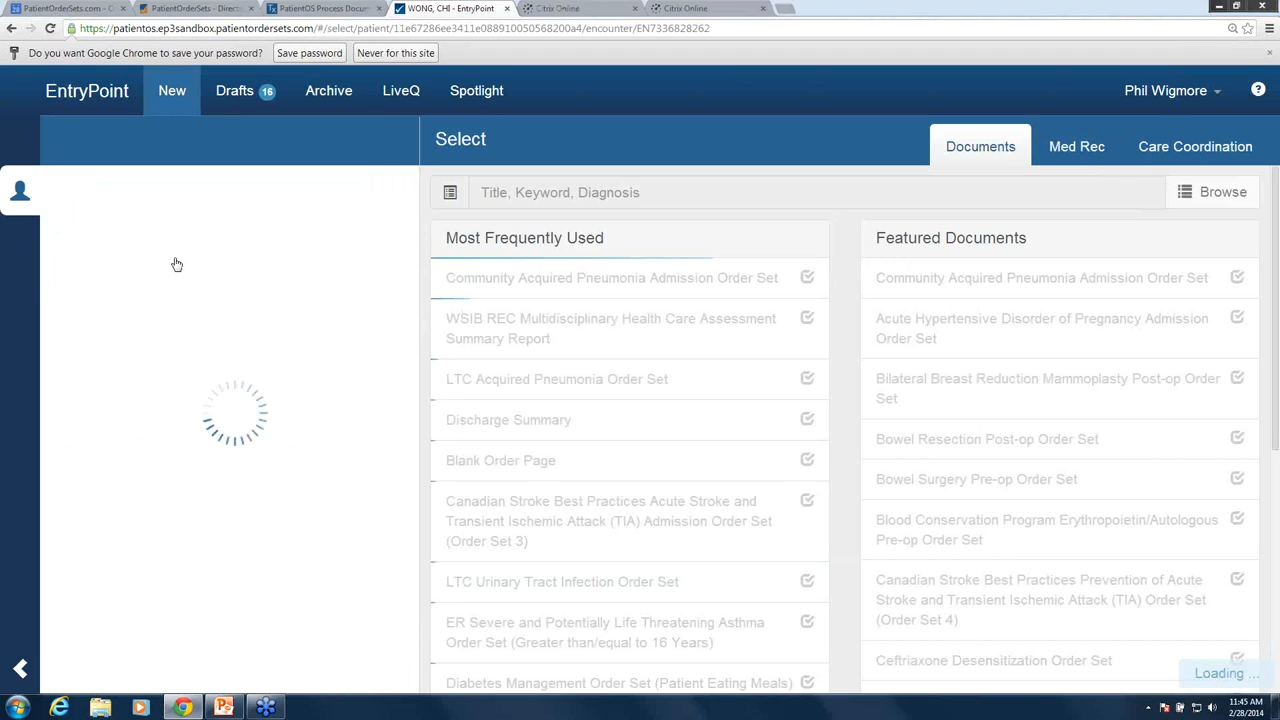 PatientOrderSets.com – C
PatientOrderSets – Direct
PatientOS Process Docum
WONG, CHI - EntryPoint
Citrix Online
Citrix Online
https://patientos.ep3sandbox.patientordersets.com/#/select/patient/11e67286ee3411e088910050568200a4/encounter/EN7336828262
Do you want Google Chrome to save your password? Save password Never for this site
EntryPoint New Drafts 16 Archive LiveQ Spotlight Phil Wigmore ?
Select Documents Med Rec Care Coordination
Title, Keyword, Diagnosis Browse
Most Frequently Used
Community Acquired Pneumonia Admission Order Set
WSIB REC Multidisciplinary Health Care Assessment
Summary Report
LTC Acquired Pneumonia Order Set
Discharge Summary
Blank Order Page
Canadian Stroke Best Practices Acute Stroke and
Transient Ischemic Attack (TIA) Admission Order Set
(Order Set 3)
LTC Urinary Tract Infection Order Set
ER Severe and Potentially Life Threatening Asthma
Order Set (Greater than/equal to 16 Years)
Diabetes Management Order Set (Patient Eating Meals)
Featured Documents
Community Acquired Pneumonia Admission Order Set
Acute Hypertensive Disorder of Pregnancy Admission
Order Set
Bilateral Breast Reduction Mammoplasty Post-op Order
Set
Bowel Resection Post-op Order Set
Bowel Surgery Pre-op Order Set
Blood Conservation Program Erythropoietin/Autologous
Pre-op Order Set
Canadian Stroke Best Practices Prevention of Acute
Stroke and Transient Ischemic Attack (TIA) Order Set
(Order Set 4)
Ceftriaxone Desensitization Order Set
Loading ...
11:45 AM
2/28/2014